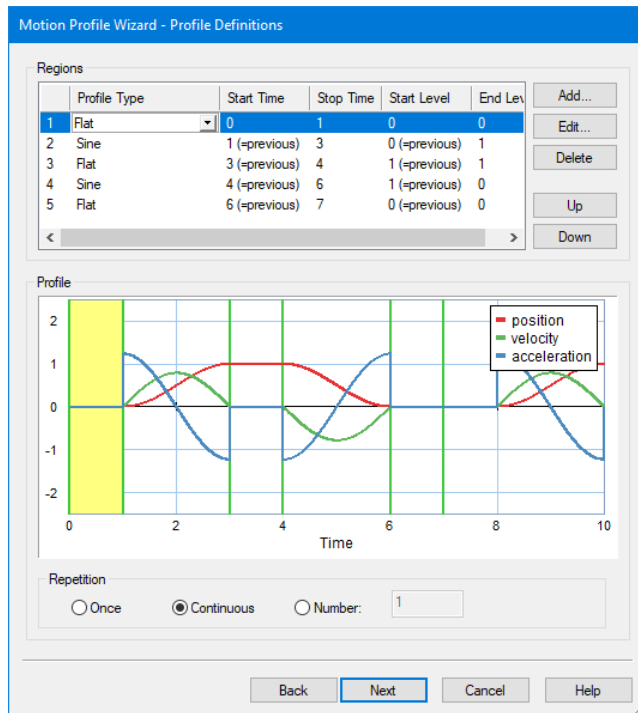 Motion Profile Wizard - Profile Definitions
Regions
Profile Type Start Time Stop Time Start Level End Lev
1 Flat 0 1 0 0
2 Sine 1 (=previous) 3 0 (=previous) 1
3 Flat 3 (=previous) 4 1 (=previous) 1
4 Sine 4 (=previous) 6 1 (=previous) 0
5 Flat 6 (=previous) 7 0 (=previous) 0
Add...
Edit...
Delete
Up
Down
Profile
position
velocity
acceleration
2
1
0
-1
-2
0 2 4 6 8 10
Time
Repetition
Once Continuous Number: 1
Back Next Cancel Help